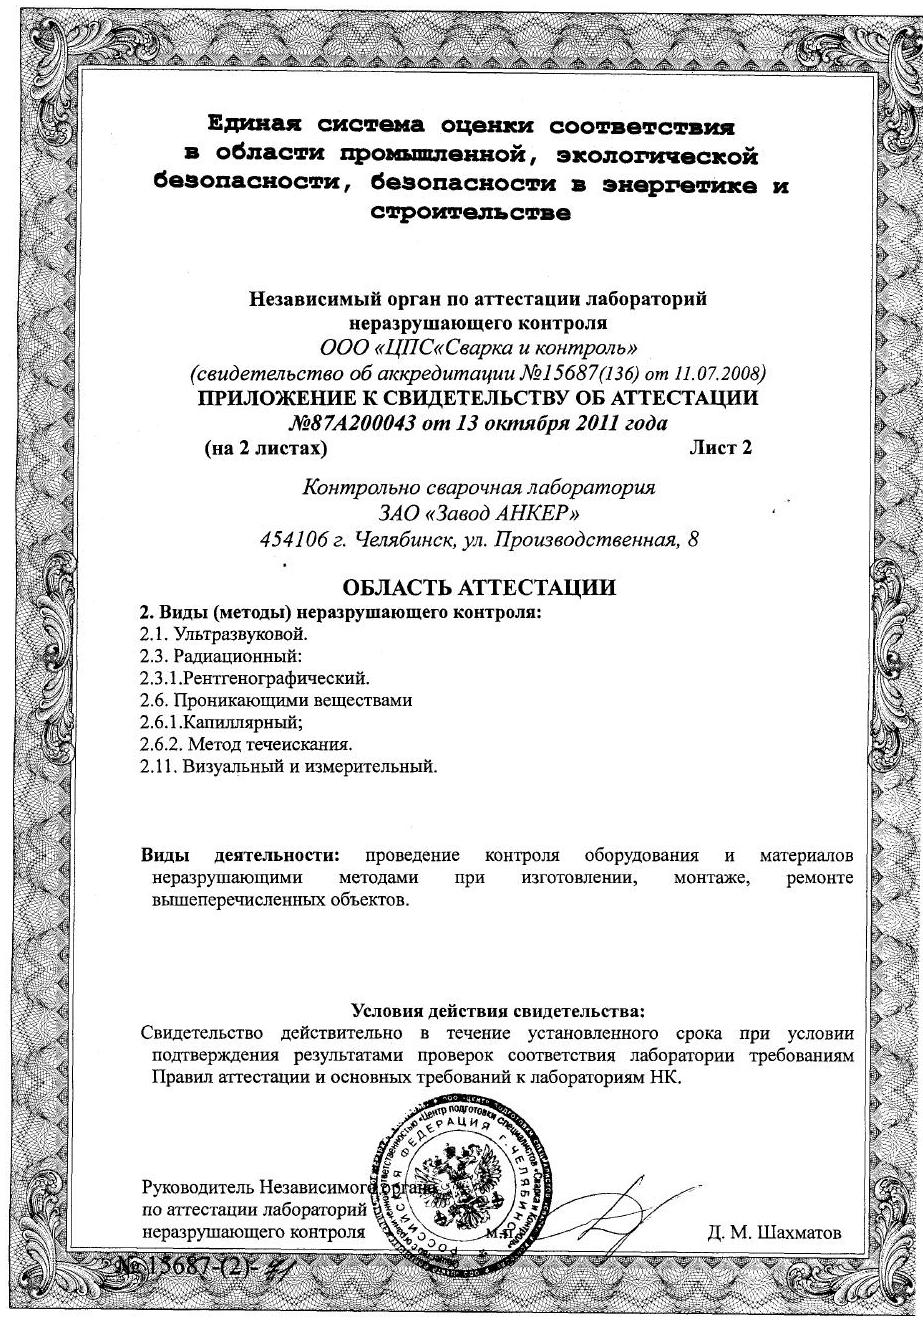 Единая система оценки соответствия
в области промышленной, экологической
безопасности, безопасности в энергетике и
строительстве
Независимый орган по аттестации лабораторий
неразрушающего контроля
ООО «ЦПС«Сварка и контроль»
(свидетельство об аккредитации №15687(136) от 11.07.2008)
ПРИЛОЖЕНИЕ К СВИДЕТЕЛЬСТВУ ОБ АТТЕСТАЦИИ
№87А200043 от 13 октября 2011 года
(на 2 листах) Лист 2
Контрольно сварочная лаборатория
ЗАО «Завод АНКЕР»
454106 г. Челябинск, ул. Производственная, 8
ОБЛАСТЬ АТТЕСТАЦИИ
2. Виды (методы) неразрушающего контроля:
2.1. Ультразвуковой.
2.3. Радиационный:
2.3.1.Рентгенографический.
2.6. Проникающими веществами
2.6.1.Капиллярный;
2.6.2. Метод течеискания.
2.11. Визуальный и измерительный.
Виды деятельности: проведение контроля оборудования и материалов
неразрушающими методами при изготовлении, монтаже, ремонте
вышеперечисленных объектов.
Условия действия свидетельства:
Свидетельство действительно в течение установленного срока при условии
подтверждения результатами проверок соответствия лаборатории требованиям
Правил аттестации и основных требований к лабораториям НК.
РОССИЙСКАЯ ФЕДЕРАЦИЯ г. ЧЕЛЯБИНСК
Руководитель Независимого органа
по аттестации лабораторий
неразрушающего контроля м.п. Д. М. Шахматов
№ 15687-(2)-